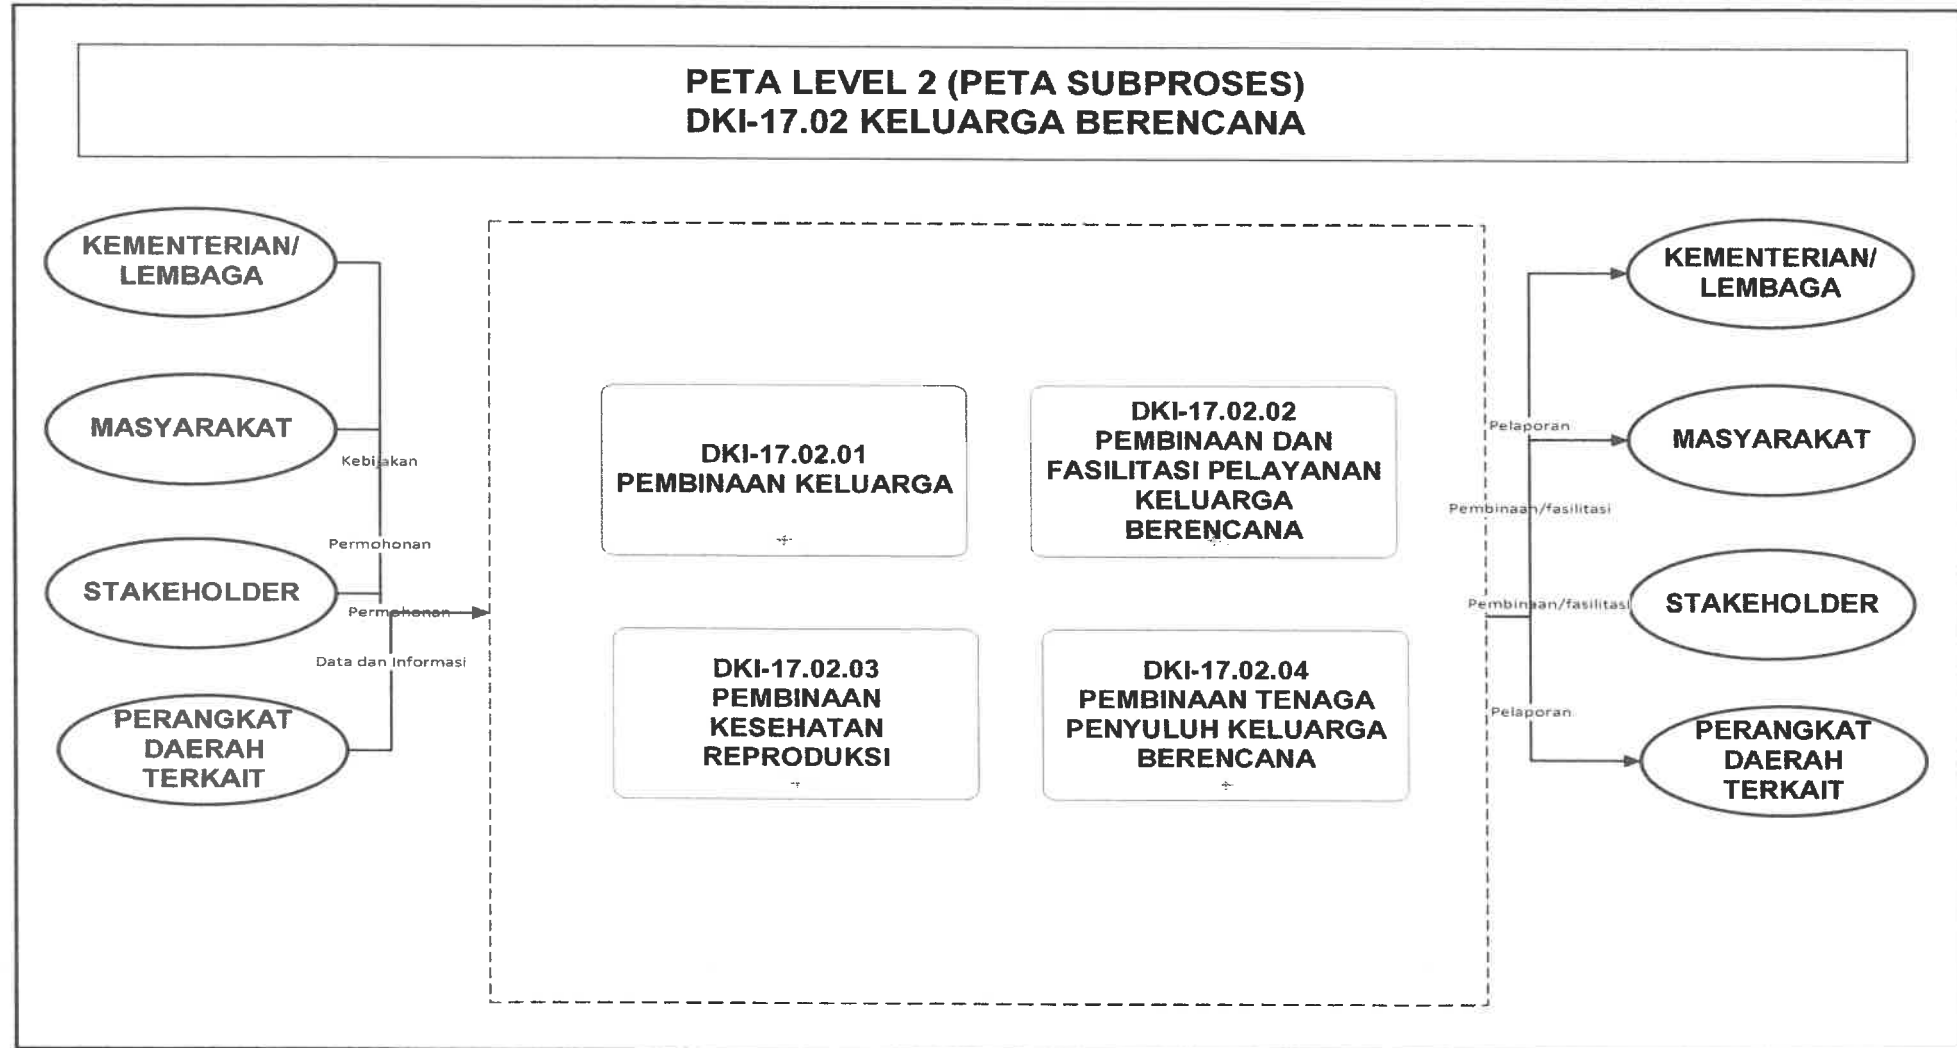 PETA LEVEL 2 (PETA SUBPROSES)
DKI-17.02 KELUARGA BERENCANA
KEMENTERIAN/
LEMBAGA
MASYARAKAT
STAKEHOLDER
PERANGKAT
DAERAH
TERKAIT
Kebijakan
Permohonan
Permohonan
Data dan Informasi
DKI-17.02.01
PEMBINAAN KELUARGA
DKI-17.02.02
PEMBINAAN DAN
FASILITASI PELAYANAN
KELUARGA
BERENCANA
DKI-17.02.03
PEMBINAAN
KESEHATAN
REPRODUKSI
DKI-17.02.04
PEMBINAAN TENAGA
PENYULUH KELUARGA
BERENCANA
Pelaporan
Pembinaan/fasilitasi
Pembinaan/fasilitasi
Pelaporan
KEMENTERIAN/
LEMBAGA
MASYARAKAT
STAKEHOLDER
PERANGKAT
DAERAH
TERKAIT